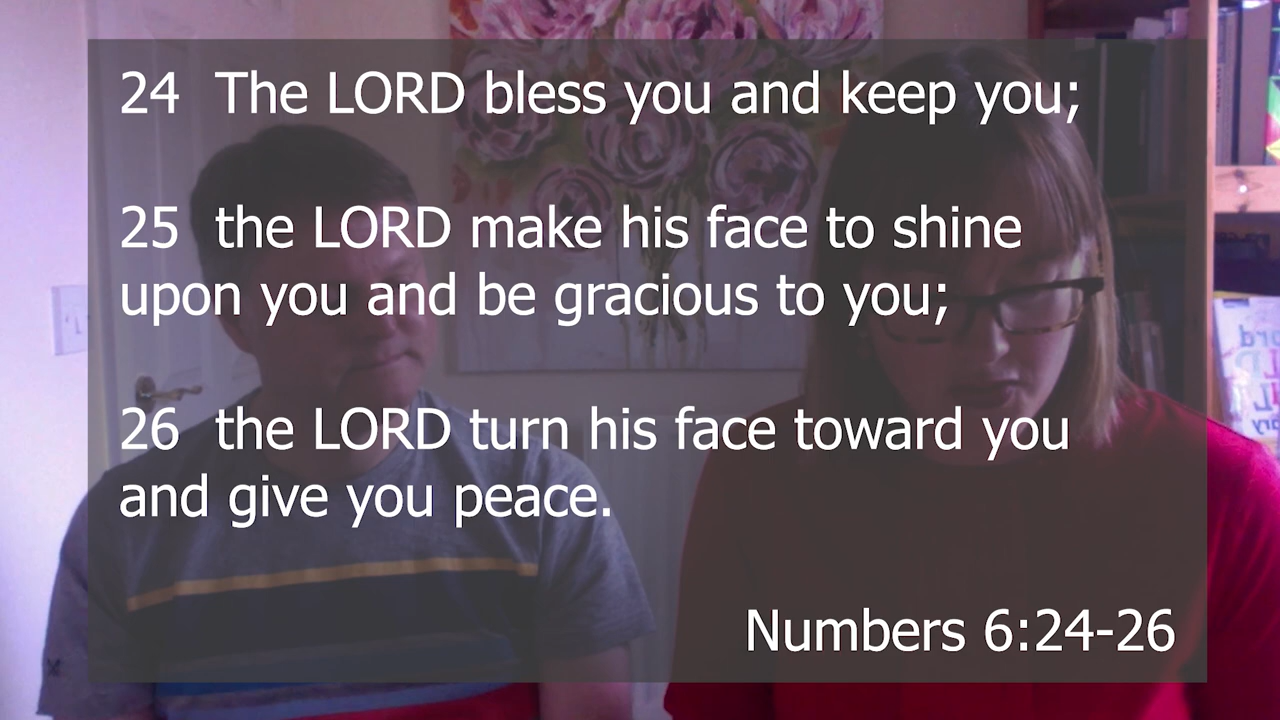 24 The LORD bless you and keep you;
25 the LORD make his face to shine
upon you and be gracious to you;
26 the LORD turn his face toward you
and give you peace.
Numbers 6:24-26